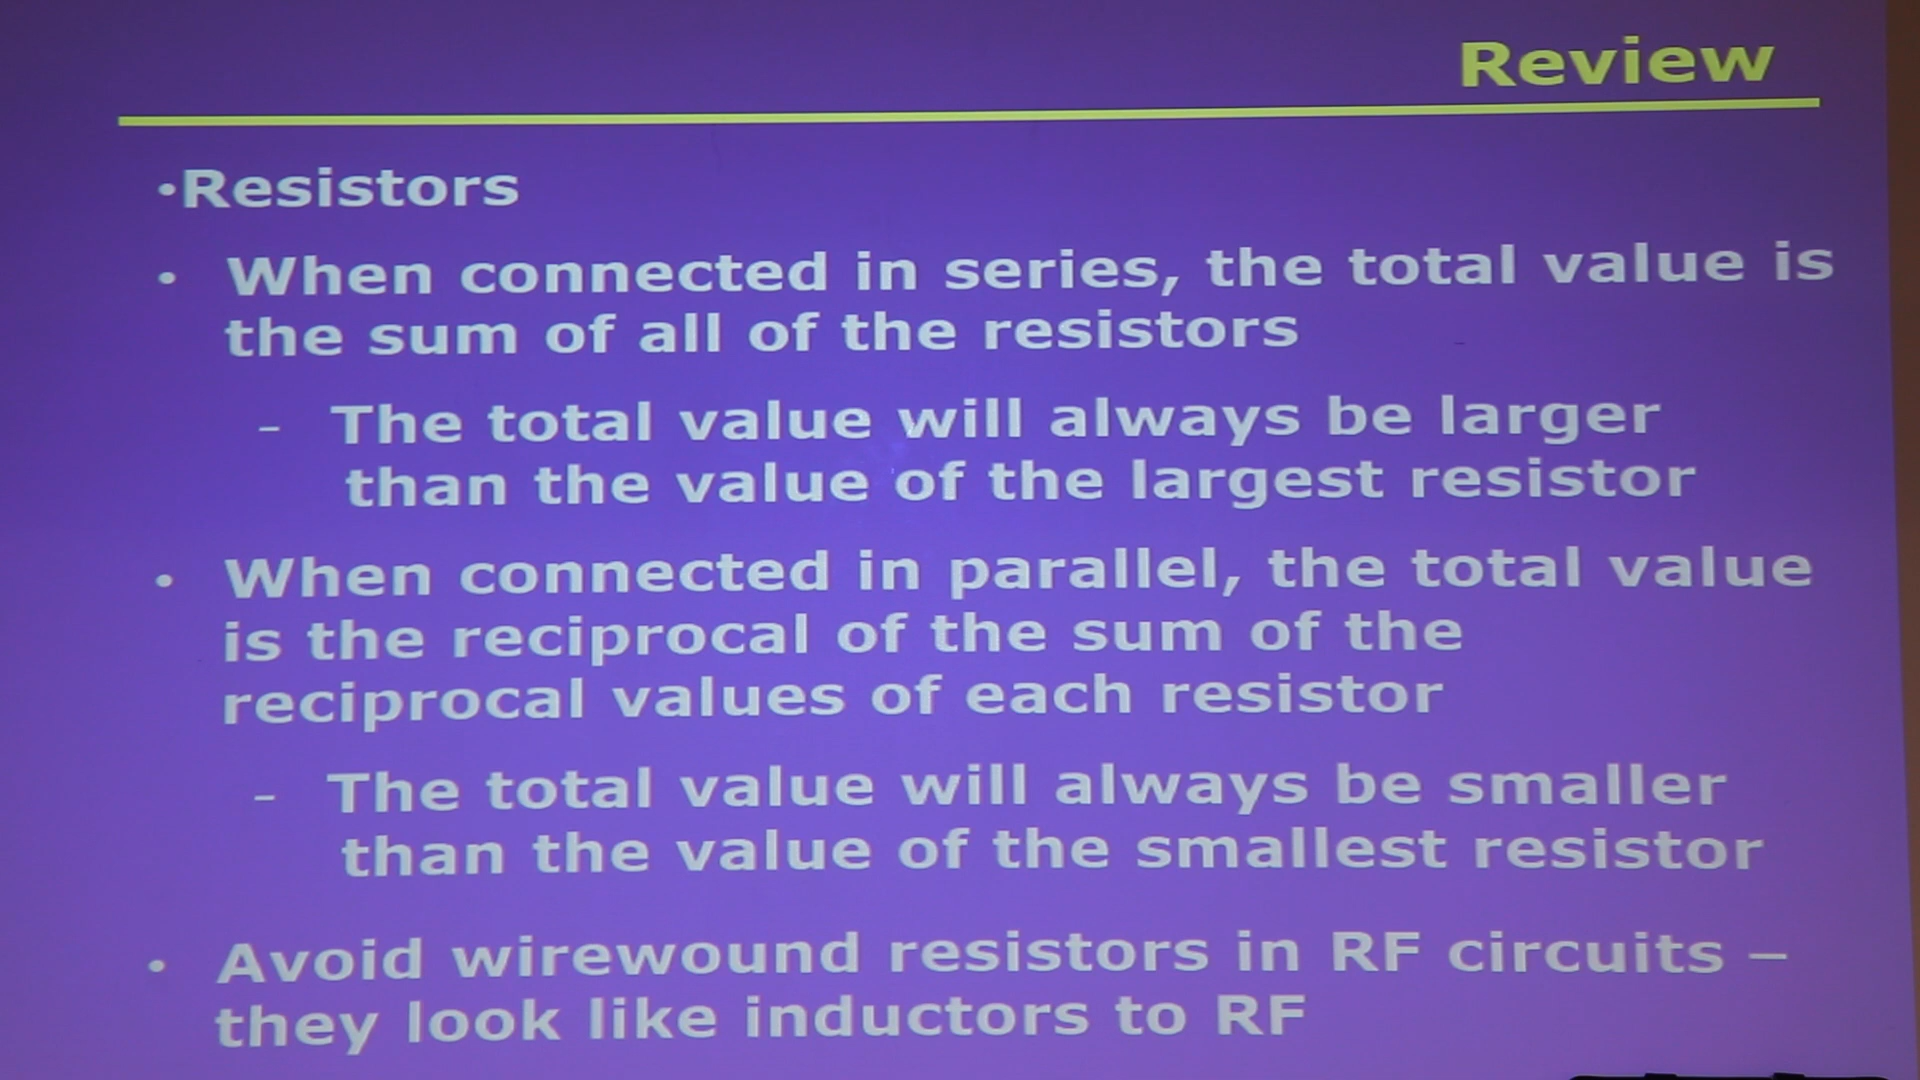 Review
•Resistors
• When connected in series, the total value is
the sum of all of the resistors
- The total value will always be larger
than the value of the largest resistor
• When connected in parallel, the total value
is the reciprocal of the sum of the
reciprocal values of each resistor
- The total value will always be smaller
than the value of the smallest resistor
• Avoid wirewound resistors in RF circuits –
they look like inductors to RF